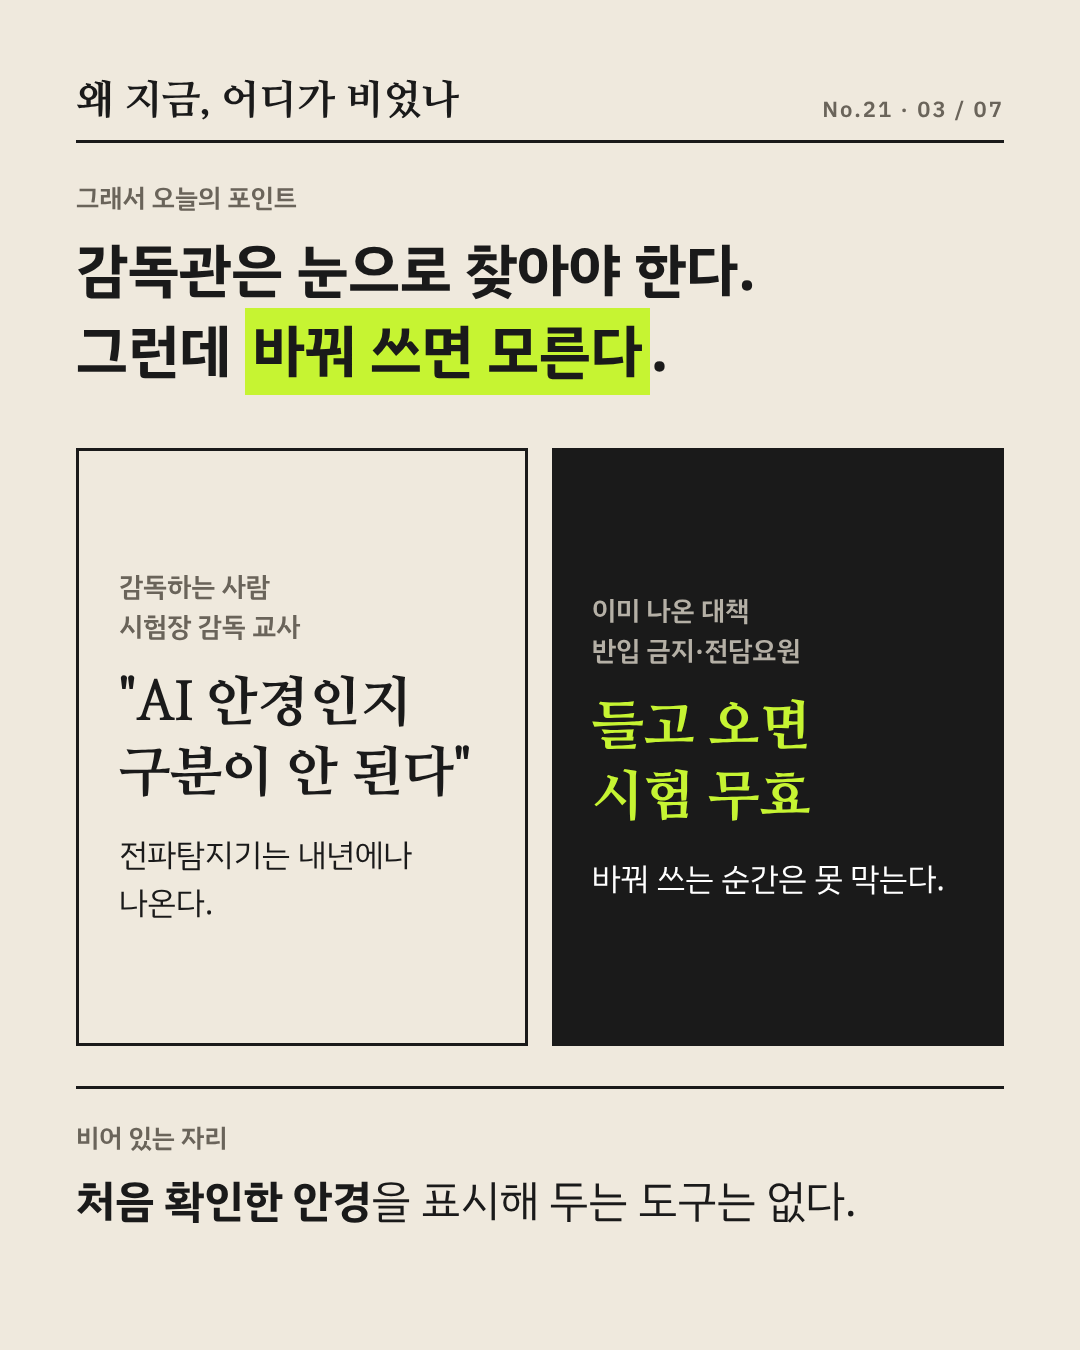 왜 지금, 어디가 비었나
No.21 · 03 / 07
그래서 오늘의 포인트
감독관은 눈으로 찾아야 한다.
그런데 바꿔 쓰면 모른다.
감독하는 사람
시험장 감독 교사
"AI 안경인지
구분이 안 된다"
전파탐지기는 내년에나
나온다.
이미 나온 대책
반입 금지·전담요원
들고 오면
시험 무효
바꿔 쓰는 순간은 못 막는다.
비어 있는 자리
처음 확인한 안경을 표시해 두는 도구는 없다.